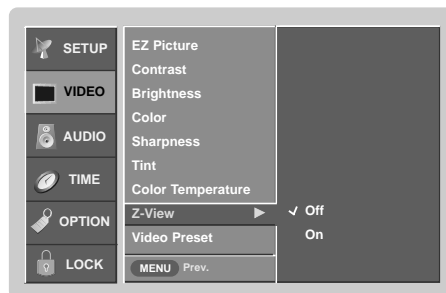 SETUP
VIDEO
AUDIO
TIME
OPTION
LOCK
EZ Picture
Contrast
Brightness
Color
Sharpness
Tint
Color Temperature
Z-View
Video Preset
MENU Prev.
Off
On